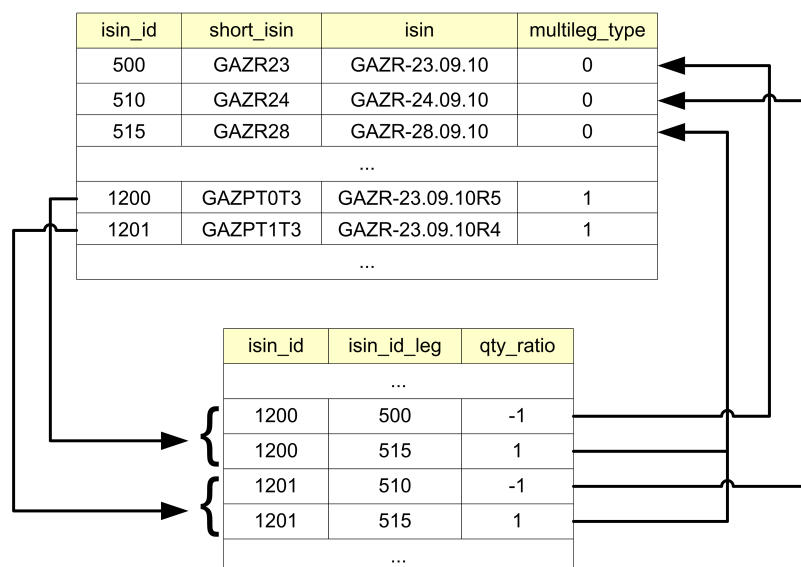 isin_id short_isin isin multileg_type
500 GAZR23 GAZR-23.09.10 0
510 GAZR24 GAZR-24.09.10 0
515 GAZR28 GAZR-28.09.10 0
...
1200 GAZPT0T3 GAZR-23.09.10R5 1
1201 GAZPT1T3 GAZR-23.09.10R4 1
...
isin_id isin_id_leg qty_ratio
...
1200 500 -1
1200 515 1
1201 510 -1
1201 515 1
...